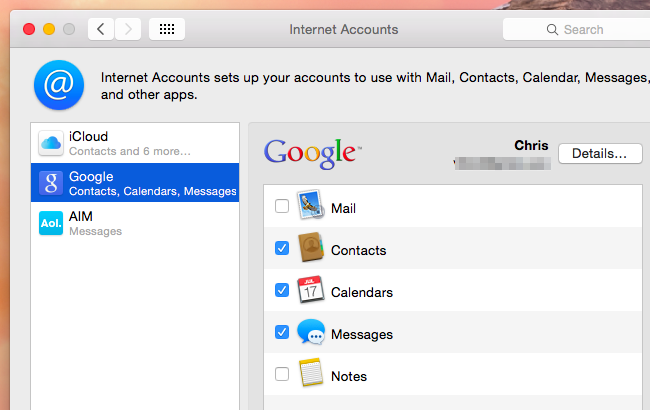 Internet Accounts
Search
@
Internet Accounts sets up your accounts to use with Mail, Contacts, Calendar, Messages,
and other apps.
iCloud
Contacts and 6 more...
g
Google
Contacts, Calendars, Messages
Aol.
AIM
Messages
Google™
Chris
Details...
Mail
Contacts
JUL
17
Calendars
Messages
Notes